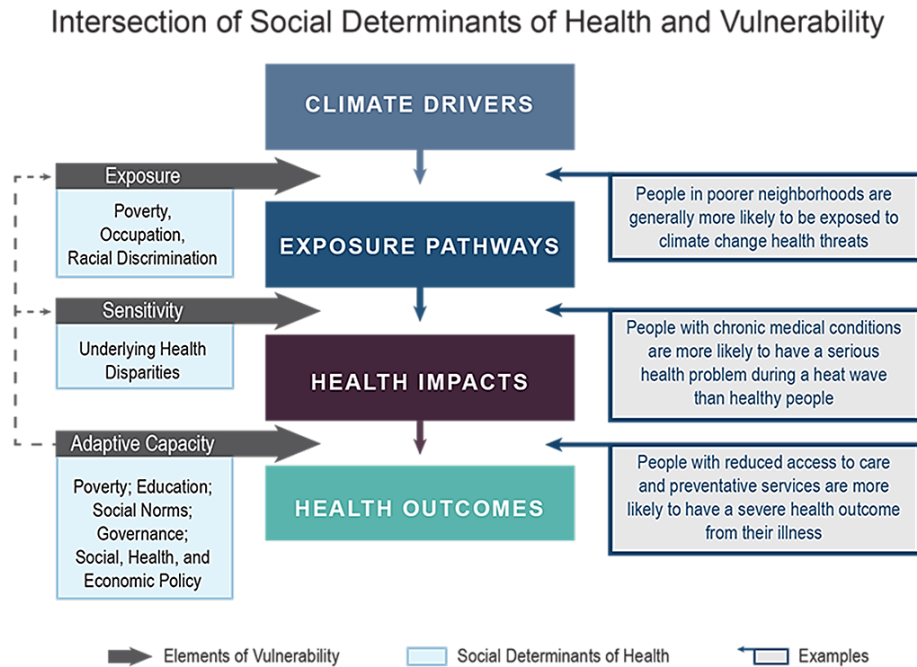 Intersection of Social Determinants of Health and Vulnerability
CLIMATE DRIVERS
Exposure
Poverty,
Occupation,
Racial Discrimination
People in poorer neighborhoods are
generally more likely to be exposed to
climate change health threats
EXPOSURE PATHWAYS
Sensitivity
Underlying Health
Disparities
People with chronic medical conditions
are more likely to have a serious
health problem during a heat wave
than healthy people
HEALTH IMPACTS
Adaptive Capacity
Poverty; Education;
Social Norms;
Governance;
Social, Health, and
Economic Policy
People with reduced access to care
and preventative services are more
likely to have a severe health outcome
from their illness
HEALTH OUTCOMES
Elements of Vulnerability
Social Determinants of Health
Examples